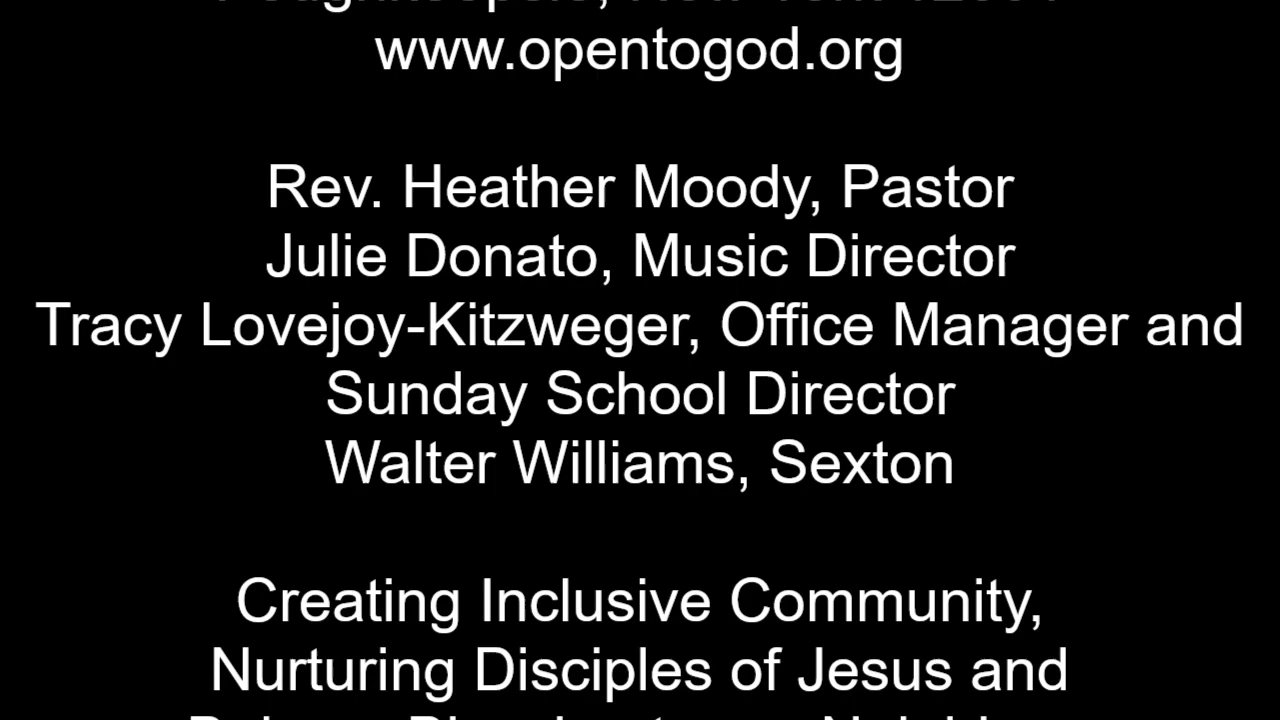 www.opentogod.org
Rev. Heather Moody, Pastor
Julie Donato, Music Director
Tracy Lovejoy-Kitzweger, Office Manager and
Sunday School Director
Walter Williams, Sexton
Creating Inclusive Community,
Nurturing Disciples of Jesus and